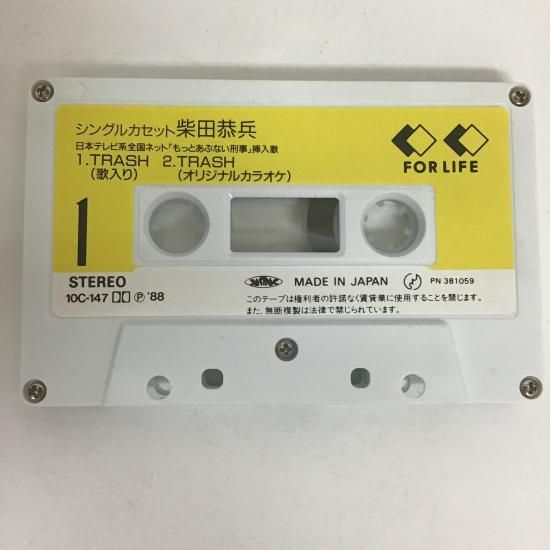 シングルカセット 柴田恭兵
日本テレビ系全国ネット「もっとあぶない刑事」挿入歌
1.TRASH 2.TRASH
(歌入り) (オリジナルカラオケ)
FOR LIFE
1
STEREO
10C-147 Ⓟ '88
MADE IN JAPAN
PN 381059
このテープは権利者の許諾なく賃貸業に使用することを禁じます。
また、無断複製は法律で禁じられています。